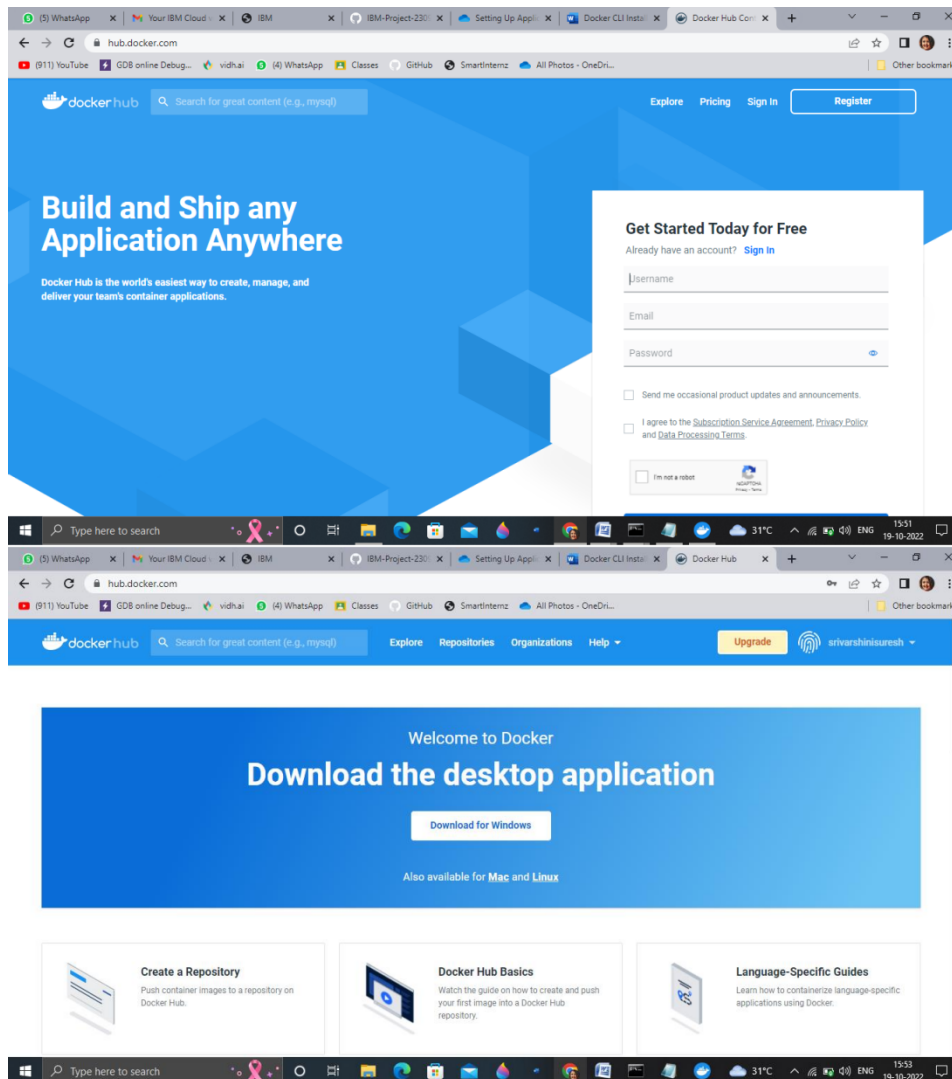 (5) WhatsApp
Your IBM Cloud
IBM
IBM-Project-230
Setting Up Appli
Docker CLI Instal
Docker Hub Con
hub.docker.com
(911) YouTube
GDB online Debug...
vidh.ai
(4) WhatsApp
Classes
GitHub
SmartInternz
All Photos - OneDri...
Other bookmark
docker hub
Search for great content (e.g., mysql)
Explore
Pricing
Sign In
Register
Build and Ship any
Application Anywhere
Docker Hub is the world's easiest way to create, manage, and
deliver your team's container applications.
Get Started Today for Free
Already have an account? Sign In
Username
Email
Password
Send me occasional product updates and announcements.
I agree to the Subscription Service Agreement, Privacy Policy
and Data Processing Terms.
I'm not a robot
reCAPTCHA
Privacy - Terms
Type here to search
31°C
ENG
15:51
19-10-2022
(5) WhatsApp
Your IBM Cloud
IBM
IBM-Project-230
Setting Up Appli
Docker CLI Instal
Docker Hub
hub.docker.com
(911) YouTube
GDB online Debug...
vidh.ai
(4) WhatsApp
Classes
GitHub
SmartInternz
All Photos - OneDri...
Other bookmark
docker hub
Search for great content (e.g., mysql)
Explore
Repositories
Organizations
Help
Upgrade
srivarshinisuresh
Welcome to Docker
Download the desktop application
Download for Windows
Also available for Mac and Linux
Create a Repository
Push container images to a repository on
Docker Hub.
Docker Hub Basics
Watch the guide on how to create and push
your first image into a Docker Hub
repository.
Language-Specific Guides
Learn how to containerize language-specific
applications using Docker.
Type here to search
31°C
ENG
15:53
19-10-2022